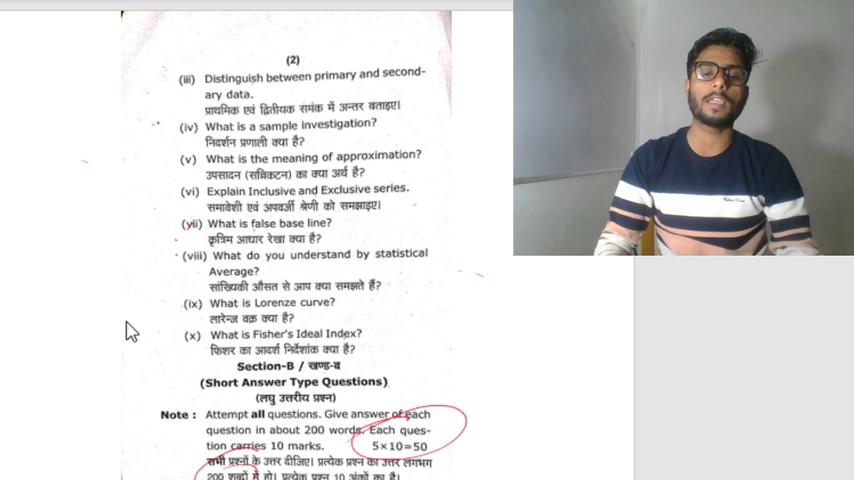 (2)
(iii) Distinguish between primary and second-
ary data.
प्राथमिक एवं द्वितीयक समंक में अन्तर बताइए।
(iv) What is a sample investigation?
निदर्शन प्रणाली क्या है?
(v) What is the meaning of approximation?
उपसादन (सन्निकटन) का क्या अर्थ है?
(vi) Explain Inclusive and Exclusive series.
समावेशी एवं अपवर्जी श्रेणी को समझाइए।
(vii) What is false base line?
कृत्रिम आधार रेखा क्या है?
(viii) What do you understand by statistical
Average?
सांख्यिकी औसत से आप क्या समझते हैं?
(ix) What is Lorenze curve?
लारेन्ज वक्र क्या है?
(x) What is Fisher's Ideal Index?
फिशर का आदर्श निर्देशांक क्या है?
Section-B / खण्ड-ब
(Short Answer Type Questions)
(लघु उत्तरीय प्रश्न)
Note : Attempt all questions. Give answer of each
question in about 200 words. Each ques-
tion carries 10 marks. 5×10=50
सभी प्रश्नों के उत्तर दीजिए। प्रत्येक प्रश्न का उत्तर लगभग
200 शब्दों में हो। प्रत्येक प्रश्न 10 अंकों का है।